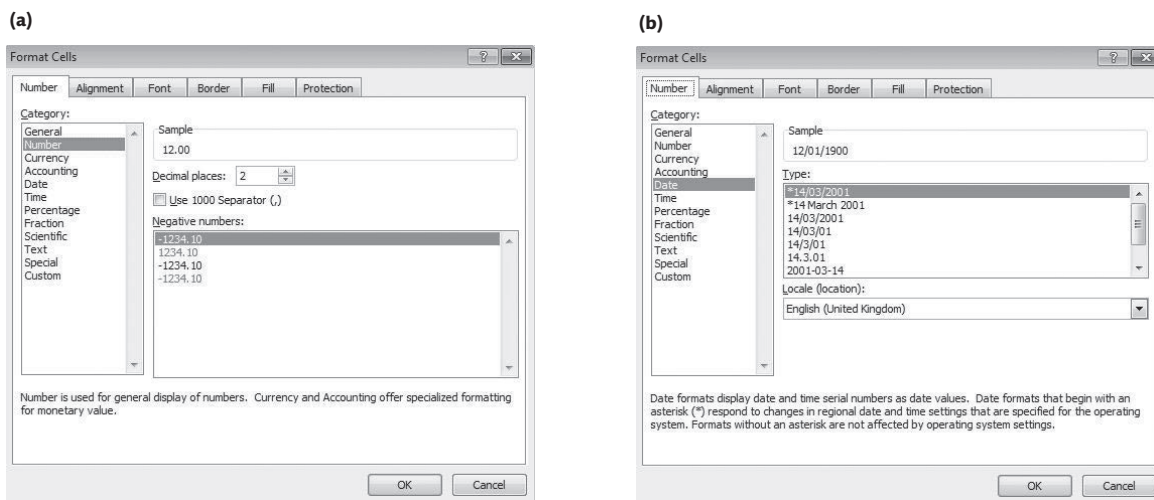 (a)
Format Cells
Number Alignment Font Border Fill Protection
Category:
General
Number
Currency
Accounting
Date
Time
Percentage
Fraction
Scientific
Text
Special
Custom
Sample
12.00
Decimal places: 2
Use 1000 Separator (,)
Negative numbers:
-1234.10
1234.10
-1234.10
-1234.10
Number is used for general display of numbers. Currency and Accounting offer specialized formatting
for monetary value.
OK Cancel
(b)
Format Cells
Number Alignment Font Border Fill Protection
Category:
General
Number
Currency
Accounting
Date
Time
Percentage
Fraction
Scientific
Text
Special
Custom
Sample
12/01/1900
Type:
*14/03/2001
*14 March 2001
14/03/2001
14/03/01
14/3/01
14.3.01
2001-03-14
Locale (location):
English (United Kingdom)
Date formats display date and time serial numbers as date values. Date formats that begin with an
asterisk (*) respond to changes in regional date and time settings that are specified for the operating
system. Formats without an asterisk are not affected by operating system settings.
OK Cancel